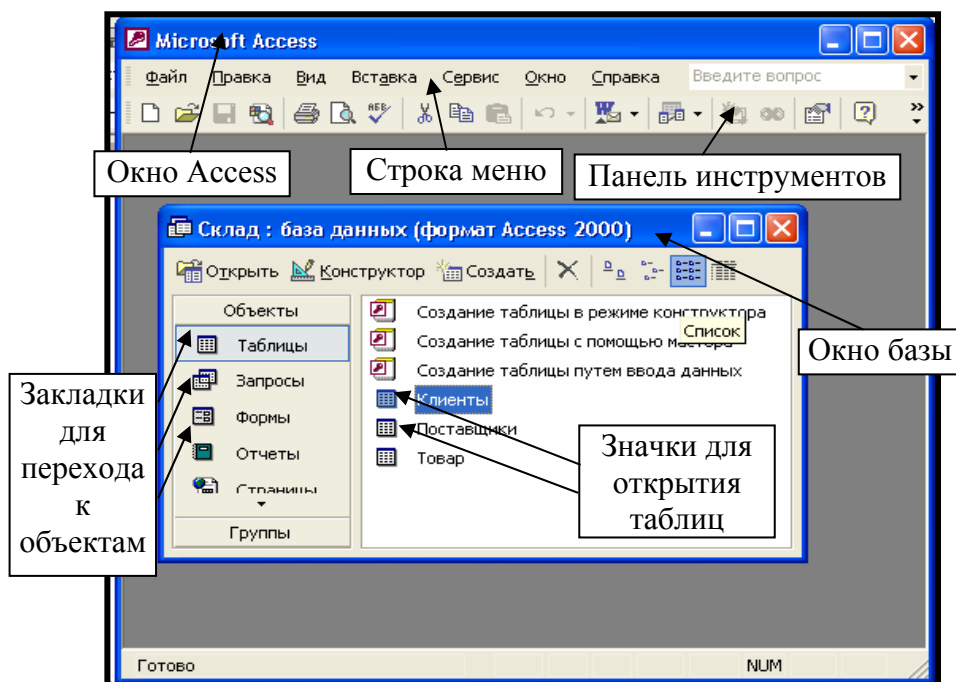 Microsoft Access
Файл Правка Вид Вставка Сервис Окно Справка Введите вопрос
Окно Access
Строка меню
Панель инструментов
Склад : база данных (формат Access 2000)
Открыть Конструктор Создать
Объекты
Таблицы
Запросы
Формы
Отчеты
Страницы
Группы
Создание таблицы в режиме конструктора
Создание таблицы с помощью мастера
Создание таблицы путем ввода данных
Клиенты
Поставщики
Товар
Список
Окно базы
Закладки
для
перехода
к
объектам
Значки для
открытия
таблиц
Готово
NUM